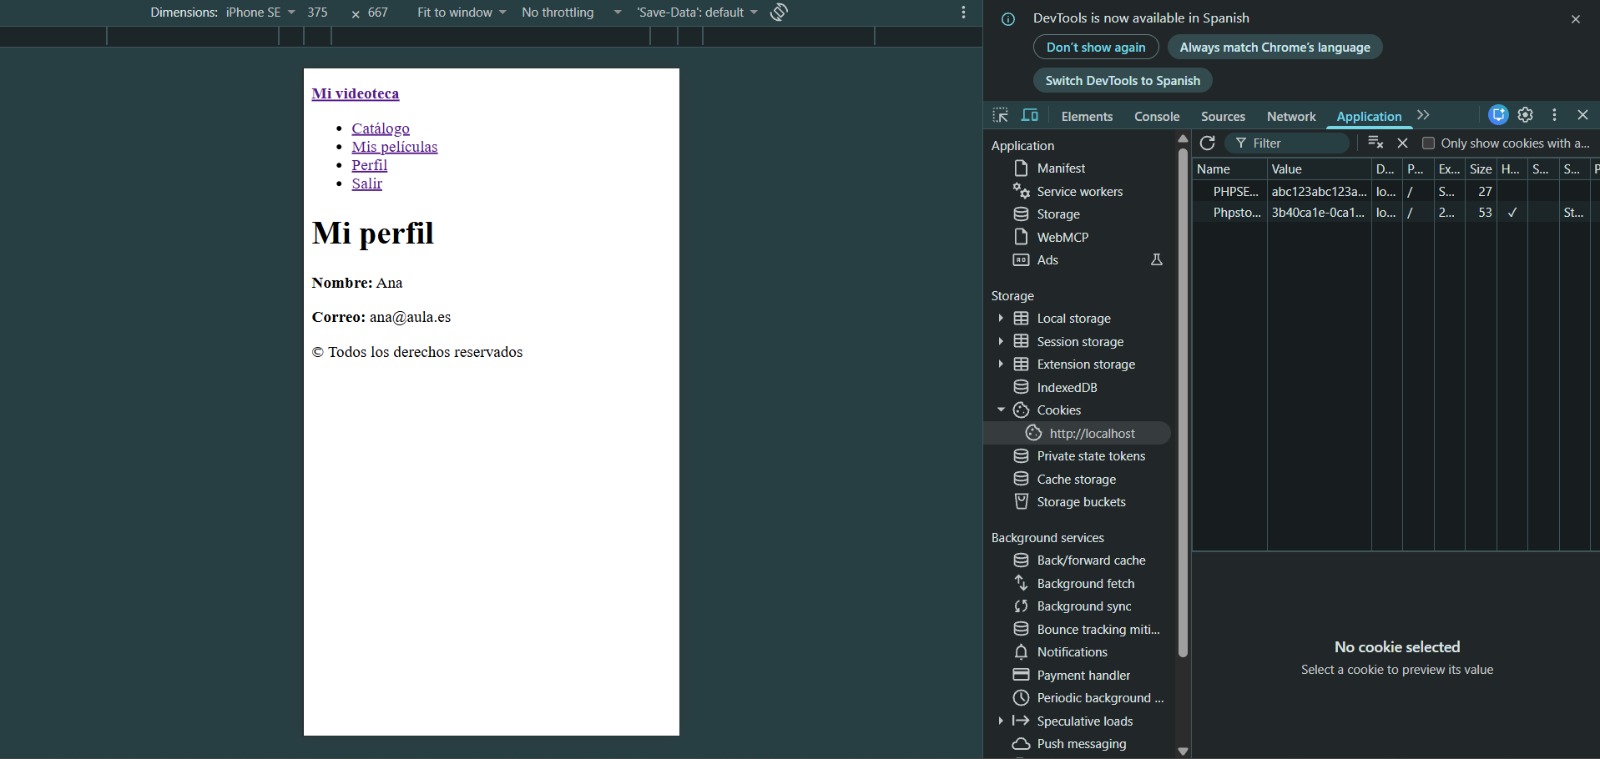 Dimensions: iPhone SE 375 × 667 Fit to window No throttling 'Save-Data': default
Mi videoteca
Catálogo
Mis películas
Perfil
Salir
Mi perfil
Nombre: Ana
Correo: ana@aula.es
© Todos los derechos reservados
DevTools is now available in Spanish
Don't show again Always match Chrome's language
Switch DevTools to Spanish
Elements Console Sources Network Application
Application
Manifest
Service workers
Storage
WebMCP
Ads
Storage
Local storage
Session storage
Extension storage
IndexedDB
Cookies
http://localhost
Private state tokens
Cache storage
Storage buckets
Background services
Back/forward cache
Background fetch
Background sync
Bounce tracking miti...
Notifications
Payment handler
Periodic background ...
Speculative loads
Push messaging
Filter Only show cookies with a...
Name Value D... P... Ex... Size H... S... S... P
PHPSE... abc123abc123a... lo... / S... 27
Phpsto... 3b40ca1e-0ca1... lo... / 2... 53 ✓ St...
No cookie selected
Select a cookie to preview its value